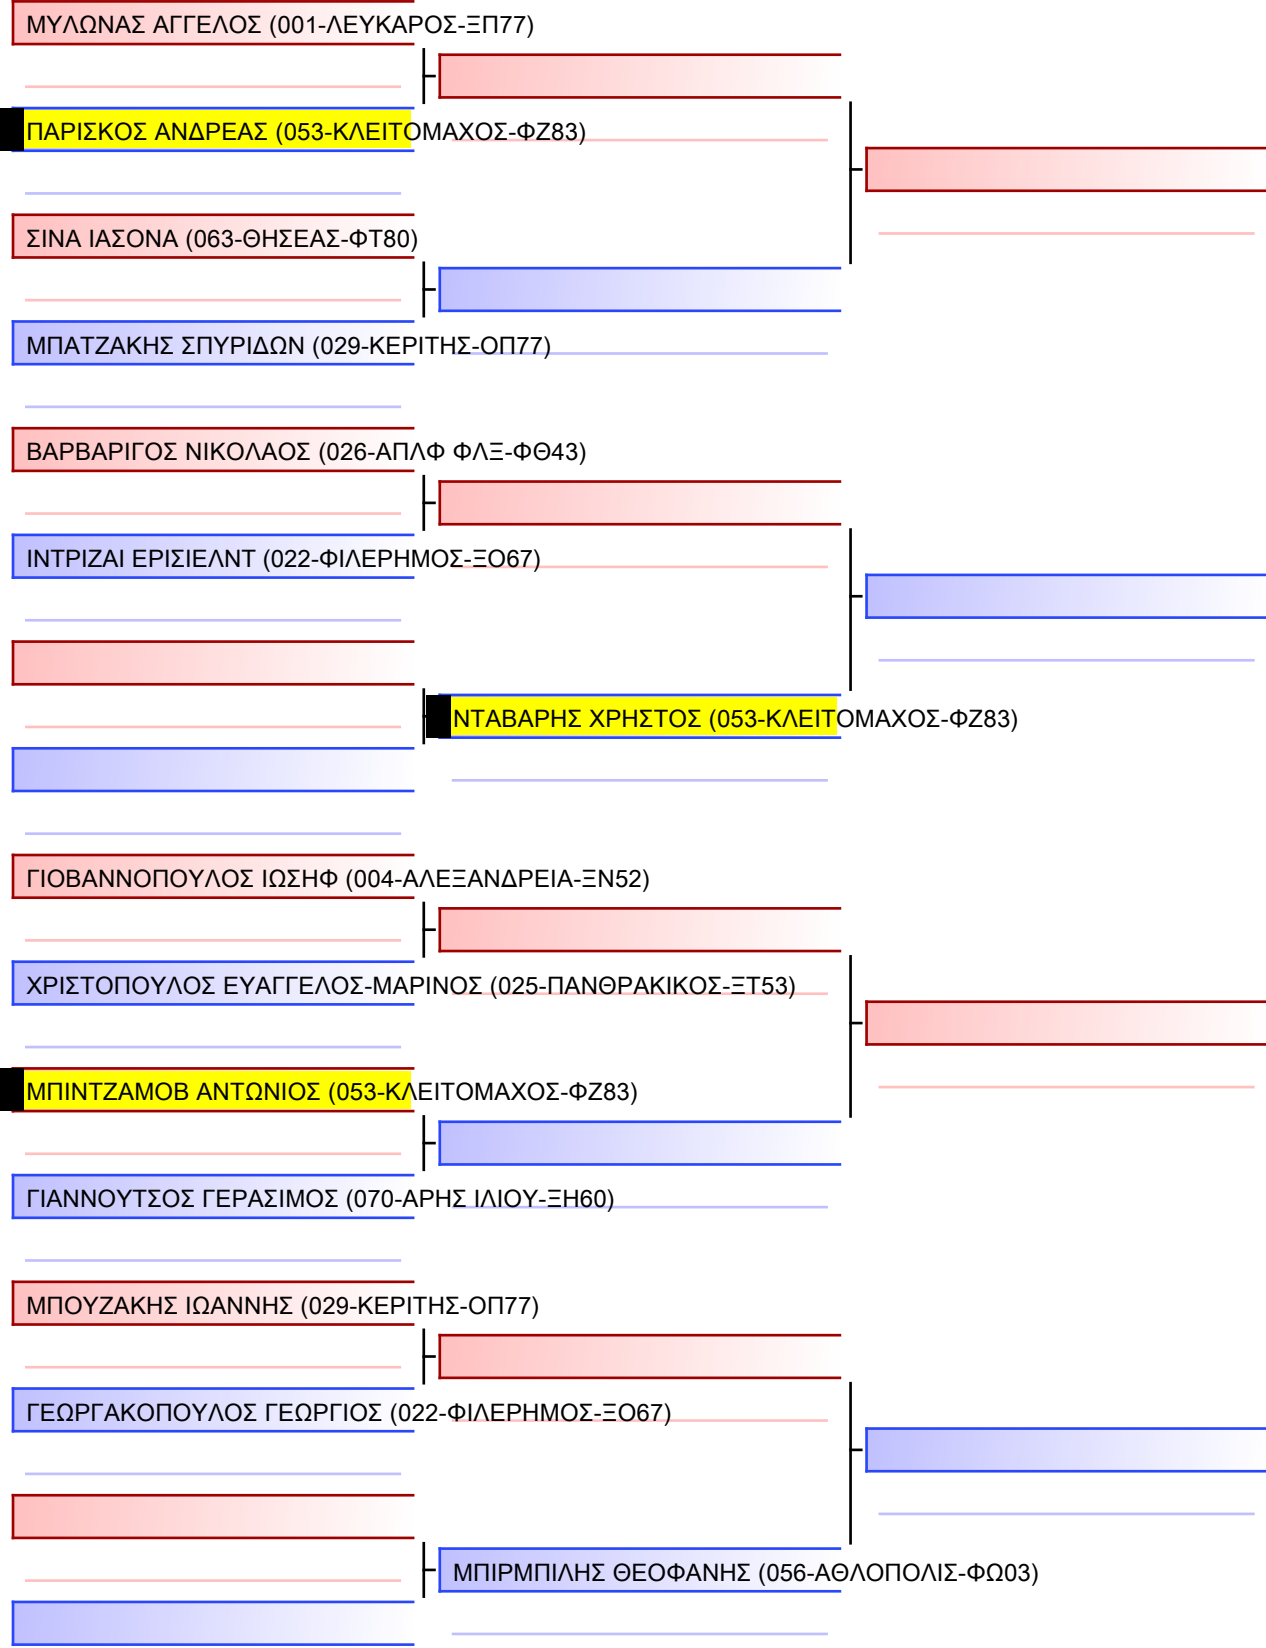 ΜΥΛΩΝΑΣ ΑΓΓΕΛΟΣ (001-ΛΕΥΚΑΡΟΣ-ΞΠ77)
ΠΑΡΙΣΚΟΣ ΑΝΔΡΕΑΣ (053-ΚΛΕΙΤΟΜΑΧΟΣ-ΦΖ83)
ΣΙΝΑ ΙΑΣΟΝΑ (063-ΘΗΣΕΑΣ-ΦΤ80)
ΜΠΑΤΖΑΚΗΣ ΣΠΥΡΙΔΩΝ (029-ΚΕΡΙΤΗΣ-ΟΠ77)
ΒΑΡΒΑΡΙΓΟΣ ΝΙΚΟΛΑΟΣ (026-ΑΠΛΦ ΦΛΞ-ΦΘ43)
ΙΝΤΡΙΖΑΙ ΕΡΙΣΙΕΛΝΤ (022-ΦΙΛΕΡΗΜΟΣ-ΞΟ67)
ΝΤΑΒΑΡΗΣ ΧΡΗΣΤΟΣ (053-ΚΛΕΙΤΟΜΑΧΟΣ-ΦΖ83)
ΓΙΟΒΑΝΝΟΠΟΥΛΟΣ ΙΩΣΗΦ (004-ΑΛΕΞΑΝΔΡΕΙΑ-ΞΝ52)
ΧΡΙΣΤΟΠΟΥΛΟΣ ΕΥΑΓΓΕΛΟΣ-ΜΑΡΙΝΟΣ (025-ΠΑΝΘΡΑΚΙΚΟΣ-ΞΤ53)
ΜΠΙΝΤΖΑΜΟΒ ΑΝΤΩΝΙΟΣ (053-ΚΛΕΙΤΟΜΑΧΟΣ-ΦΖ83)
ΓΙΑΝΝΟΥΤΣΟΣ ΓΕΡΑΣΙΜΟΣ (070-ΑΡΗΣ ΙΛΙΟΥ-ΞΗ60)
ΜΠΟΥΖΑΚΗΣ ΙΩΑΝΝΗΣ (029-ΚΕΡΙΤΗΣ-ΟΠ77)
ΓΕΩΡΓΑΚΟΠΟΥΛΟΣ ΓΕΩΡΓΙΟΣ (022-ΦΙΛΕΡΗΜΟΣ-ΞΟ67)
ΜΠΙΡΜΠΙΛΗΣ ΘΕΟΦΑΝΗΣ (056-ΑΘΛΟΠΟΛΙΣ-ΦΩ03)